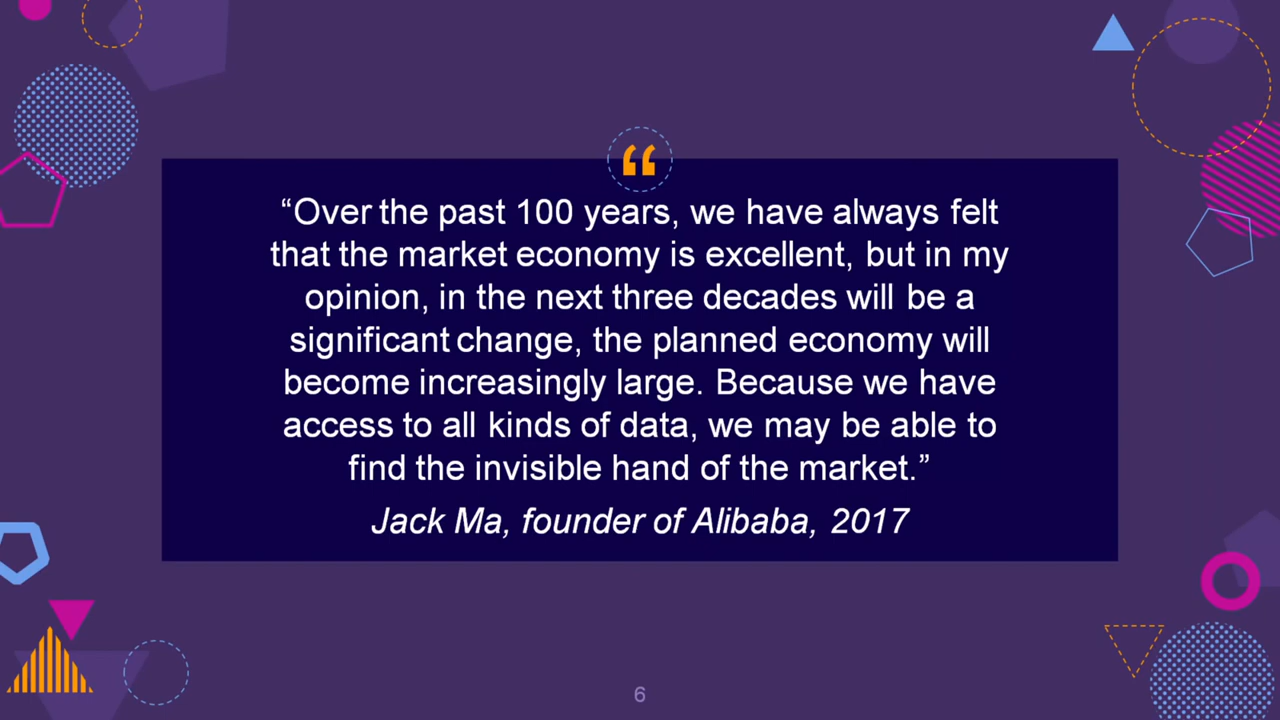 “
“Over the past 100 years, we have always felt
that the market economy is excellent, but in my
opinion, in the next three decades will be a
significant change, the planned economy will
become increasingly large. Because we have
access to all kinds of data, we may be able to
find the invisible hand of the market.”
Jack Ma, founder of Alibaba, 2017
6